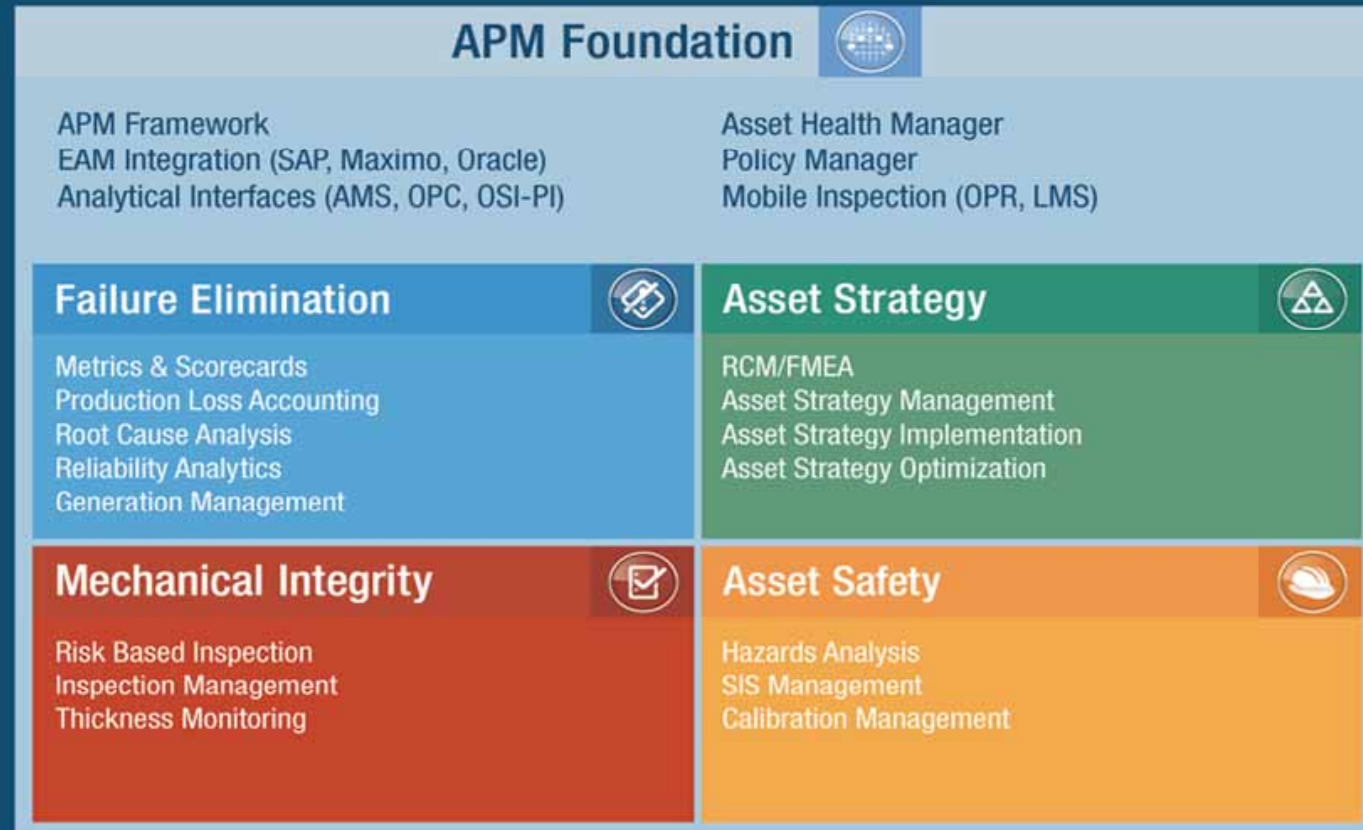 APM Foundation
APM Framework
EAM Integration (SAP, Maximo, Oracle)
Analytical Interfaces (AMS, OPC, OSI-PI)
Asset Health Manager
Policy Manager
Mobile Inspection (OPR, LMS)
Failure Elimination
Metrics & Scorecards
Production Loss Accounting
Root Cause Analysis
Reliability Analytics
Generation Management
Asset Strategy
RCM/FMEA
Asset Strategy Management
Asset Strategy Implementation
Asset Strategy Optimization
Mechanical Integrity
Risk Based Inspection
Inspection Management
Thickness Monitoring
Asset Safety
Hazards Analysis
SIS Management
Calibration Management